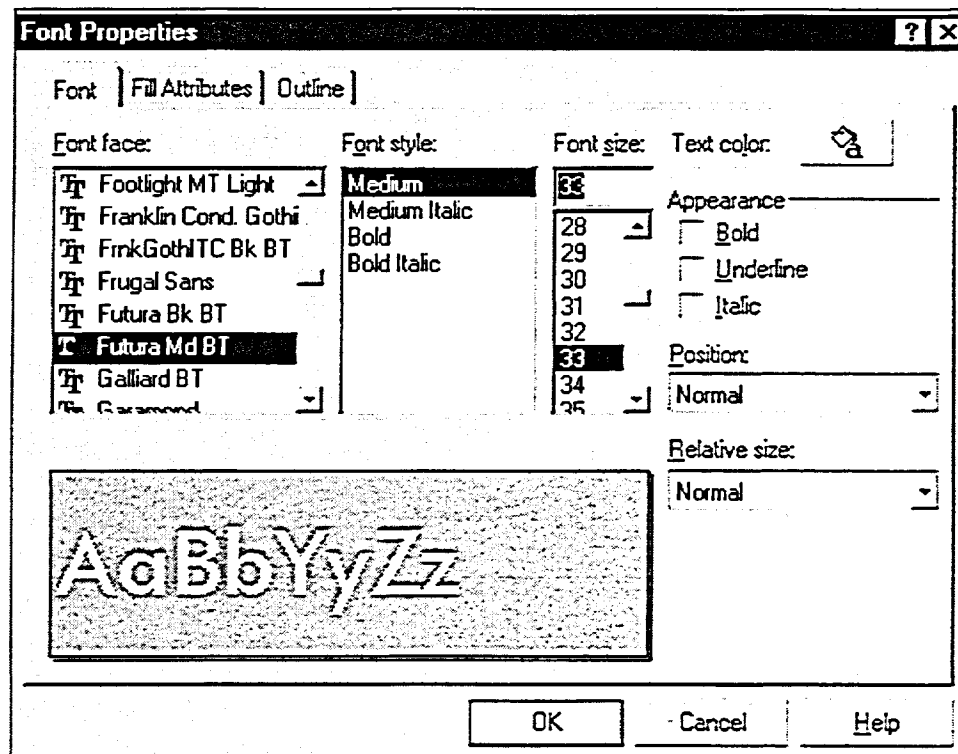 Font Properties
? ×
Font Fill Attributes Outline
Font face:
Footlight MT Light
Franklin Cond. Gothi
FrnkGothITC Bk BT
Frugal Sans
Futura Bk BT
Futura Md BT
Galliard BT
Garamond
Font style:
Medium
Medium Italic
Bold
Bold Italic
Font size:
33
28
29
30
31
32
33
34
35
Text color:
a
Appearance
Bold
Underline
Italic
Position:
Normal
Relative size:
Normal
AaBbYyZz
OK Cancel Help